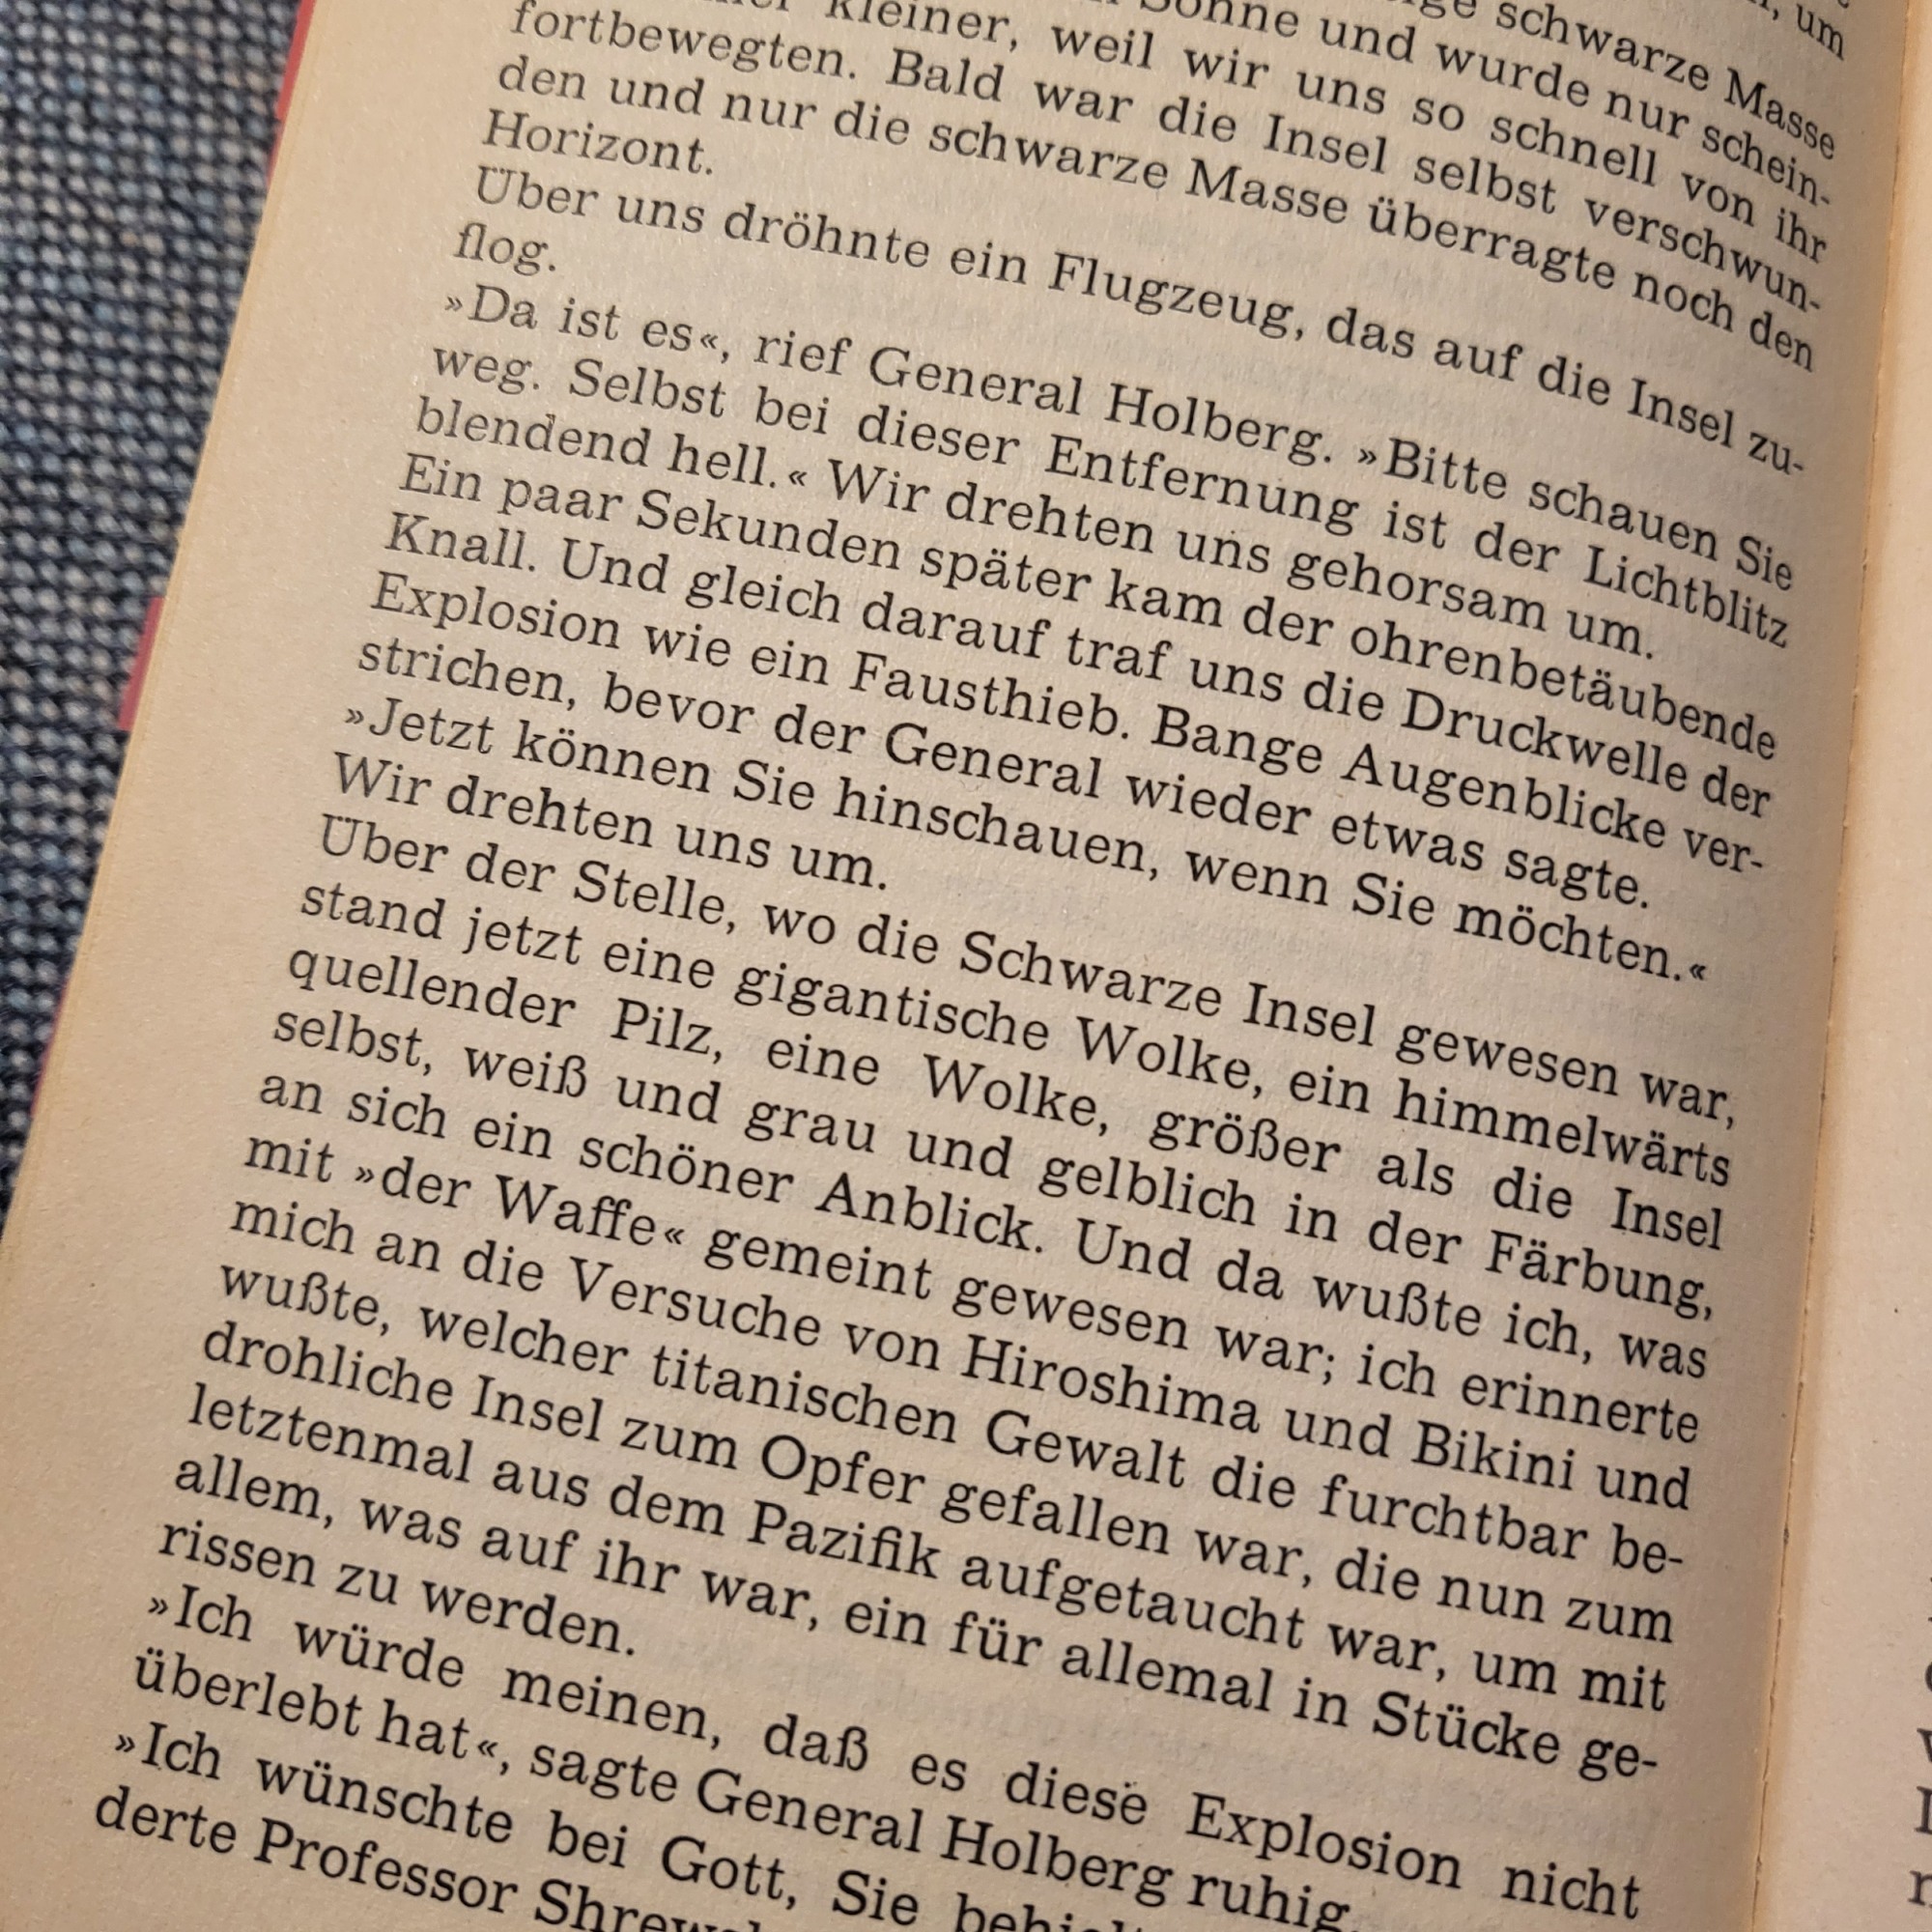 um
schwarze Masse
Sonne und wurde nur schein-
kleiner, weil wir uns so schnell von ihr
fortbewegten. Bald war die Insel selbst verschwun-
den und nur die schwarze Masse überragte noch den
Horizont.
Über uns dröhnte ein Flugzeug, das auf die Insel zu-
flog.
»Da ist es«, rief General Holberg. »Bitte schauen Sie
weg. Selbst bei dieser Entfernung ist der Lichtblitz
blendend hell.« Wir drehten uns gehorsam um.
Ein paar Sekunden später kam der ohrenbetäubende
Knall. Und gleich darauf traf uns die Druckwelle der
Explosion wie ein Fausthieb. Bange Augenblicke ver-
strichen, bevor der General wieder etwas sagte.
»Jetzt können Sie hinschauen, wenn Sie möchten.«
Wir drehten uns um.
Über der Stelle, wo die Schwarze Insel gewesen war,
stand jetzt eine gigantische Wolke, ein himmelwärts
quellender Pilz, eine Wolke, größer als die Insel
selbst, weiß und grau und gelblich in der Färbung,
an sich ein schöner Anblick. Und da wußte ich, was
mit »der Waffe« gemeint gewesen war; ich erinnerte
mich an die Versuche von Hiroshima und Bikini und
wußte, welcher titanischen Gewalt die furchtbar be-
drohliche Insel zum Opfer gefallen war, die nun zum
letztenmal aus dem Pazifik aufgetaucht war, um mit
allem, was auf ihr war, ein für allemal in Stücke ge-
rissen zu werden.
»Ich würde meinen, daß es diese Explosion nicht
überlebt hat«, sagte General Holberg ruhig.
»Ich wünschte bei Gott, Sie
derte Professor